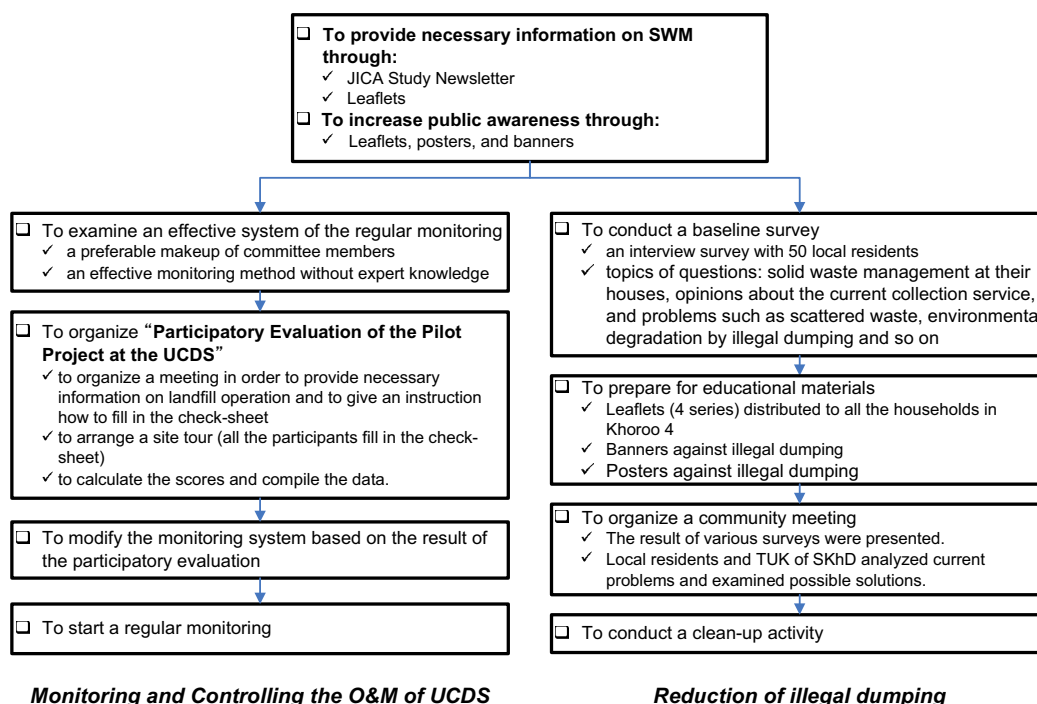 ❑ To provide necessary information on SWM
through:
✓ JICA Study Newsletter
✓ Leaflets
❑ To increase public awareness through:
✓ Leaflets, posters, and banners
❑ To examine an effective system of the regular monitoring
✓ a preferable makeup of committee members
✓ an effective monitoring method without expert knowledge
❑ To organize “Participatory Evaluation of the Pilot
Project at the UCDS”
✓ to organize a meeting in order to provide necessary
information on landfill operation and to give an instruction
how to fill in the check-sheet
✓ to arrange a site tour (all the participants fill in the check-
sheet)
✓ to calculate the scores and compile the data.
❑ To modify the monitoring system based on the result of
the participatory evaluation
❑ To start a regular monitoring
Monitoring and Controlling the O&M of UCDS
❑ To conduct a baseline survey
✓ an interview survey with 50 local residents
✓ topics of questions: solid waste management at their
houses, opinions about the current collection service,
and problems such as scattered waste, environmenta
degradation by illegal dumping and so on
❑ To prepare for educational materials
✓ Leaflets (4 series) distributed to all the households in
Khoroo 4
✓ Banners against illegal dumping
✓ Posters against illegal dumping
❑ To organize a community meeting
✓ The result of various surveys were presented.
✓ Local residents and TUK of SKhD analyzed current
problems and examined possible solutions.
❑ To conduct a clean-up activity
Reduction of illegal dumping